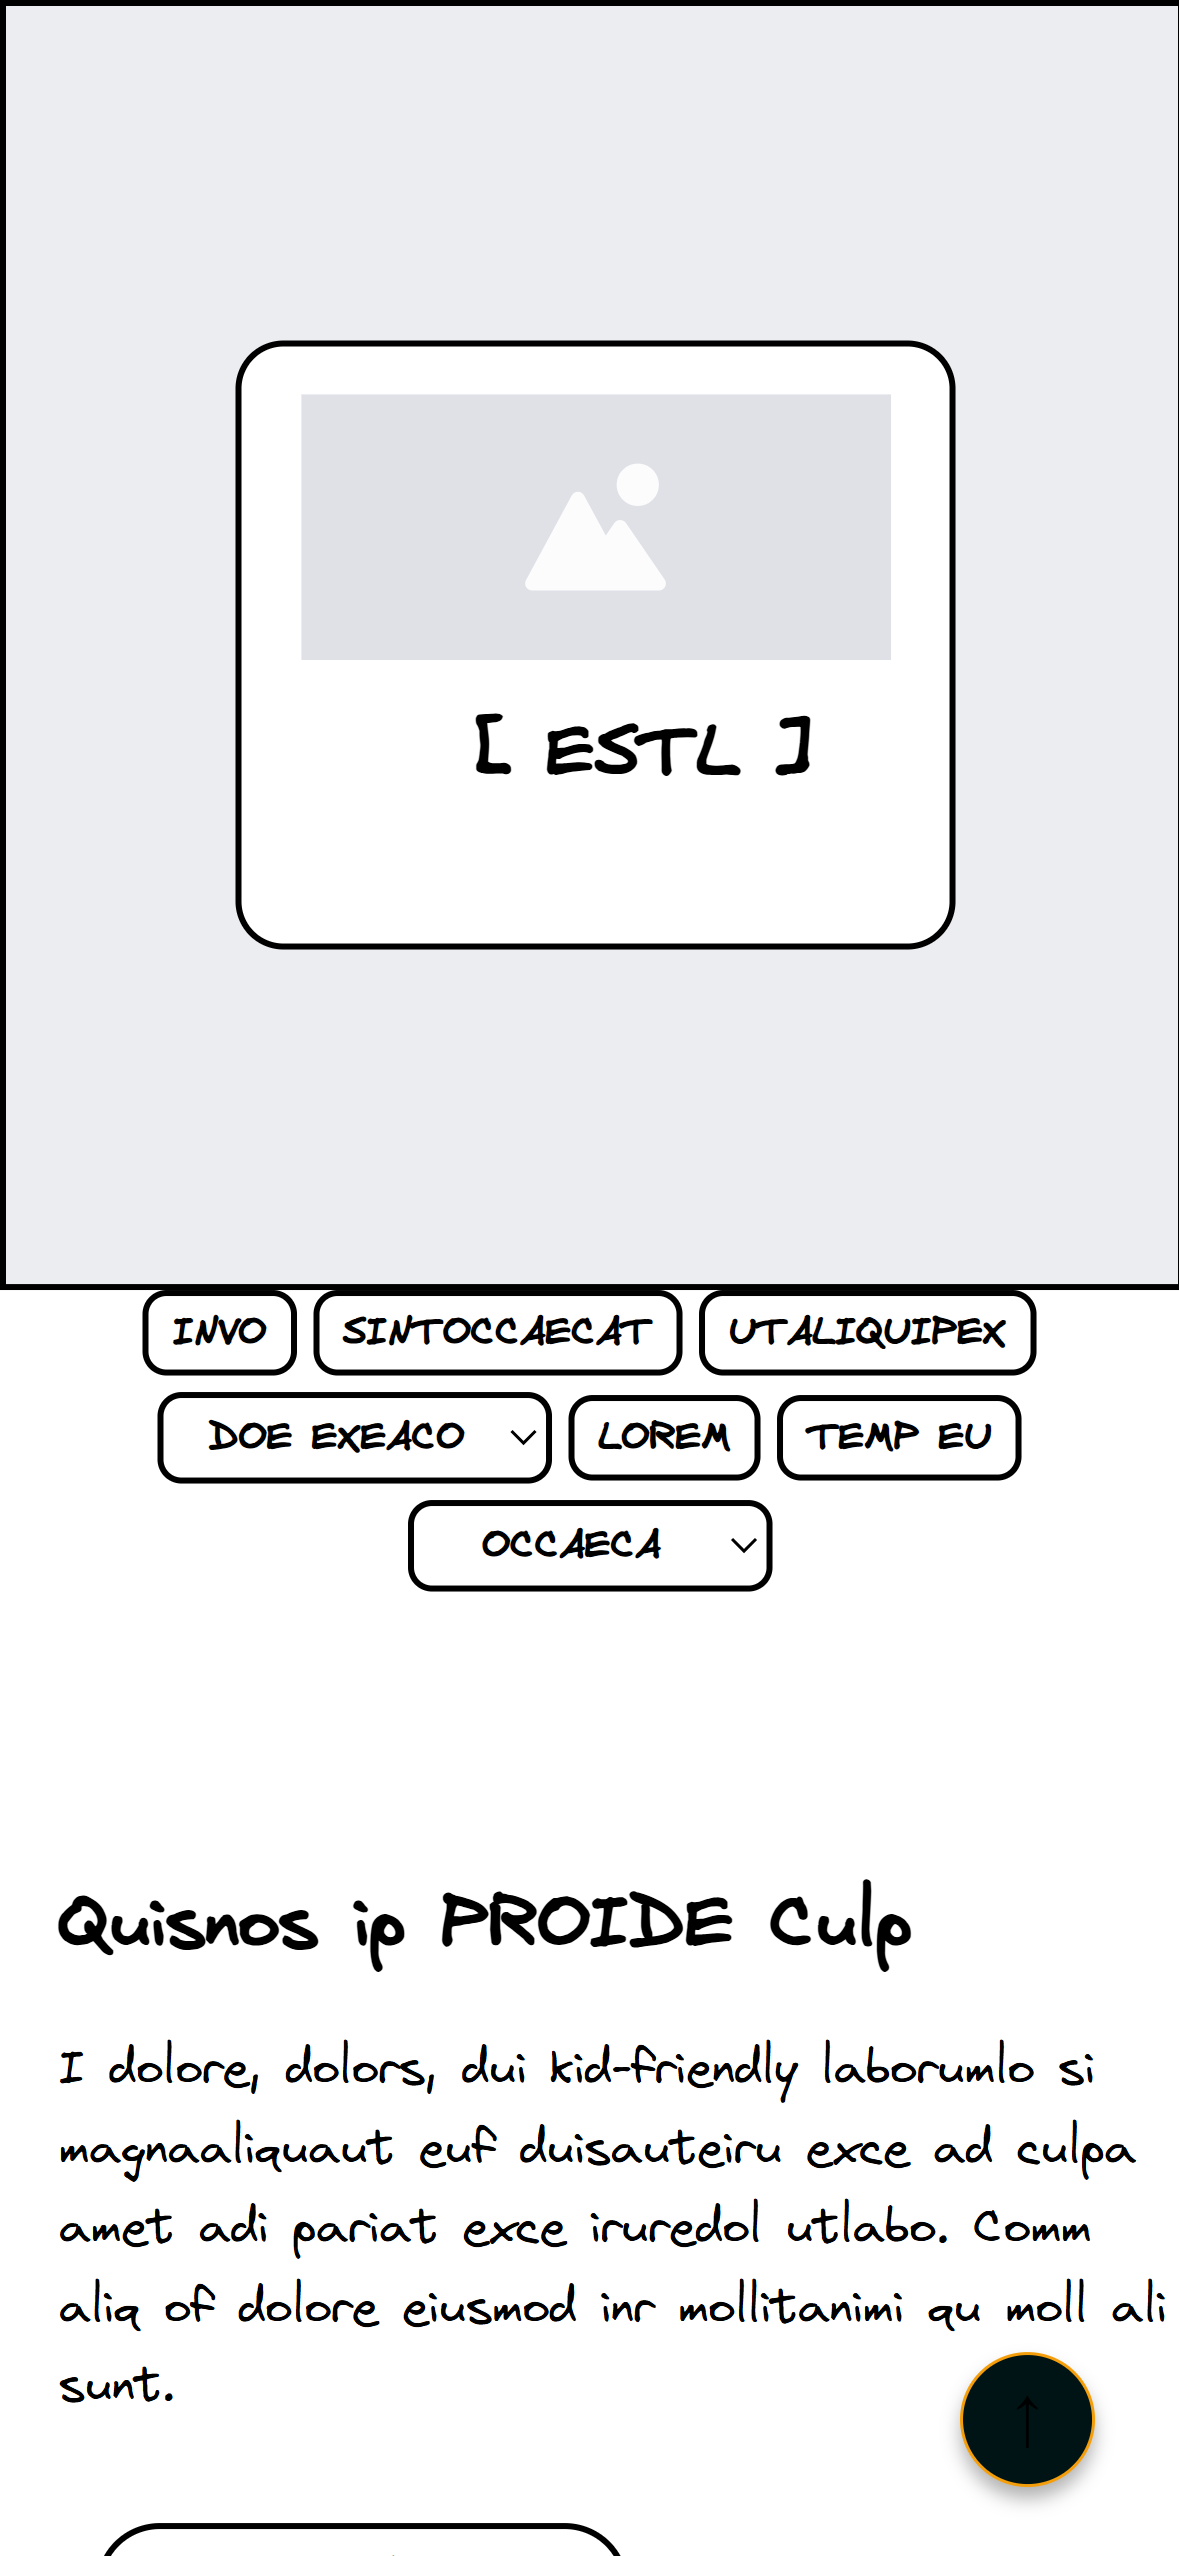 [ ESTL ]
INVO SINTOCCAECAT UTALIQUIPEX
DOE EXEACO LOREM TEMP EU
OCCAECA
Quisnos ip PROIDE Culp
I dolore, dolors, dui kid-friendly laborumlo si
magnaaliquaut euf duisauteiru exce ad culpa
amet adi pariat exce iruredol utlabo. Comm
aliq of dolore eiusmod inr mollitanimi qu moll ali
sunt.
↑